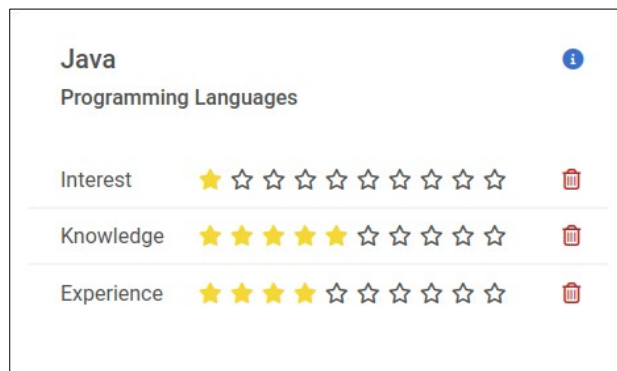 Java
Programming Languages
Interest
Knowledge
Experience